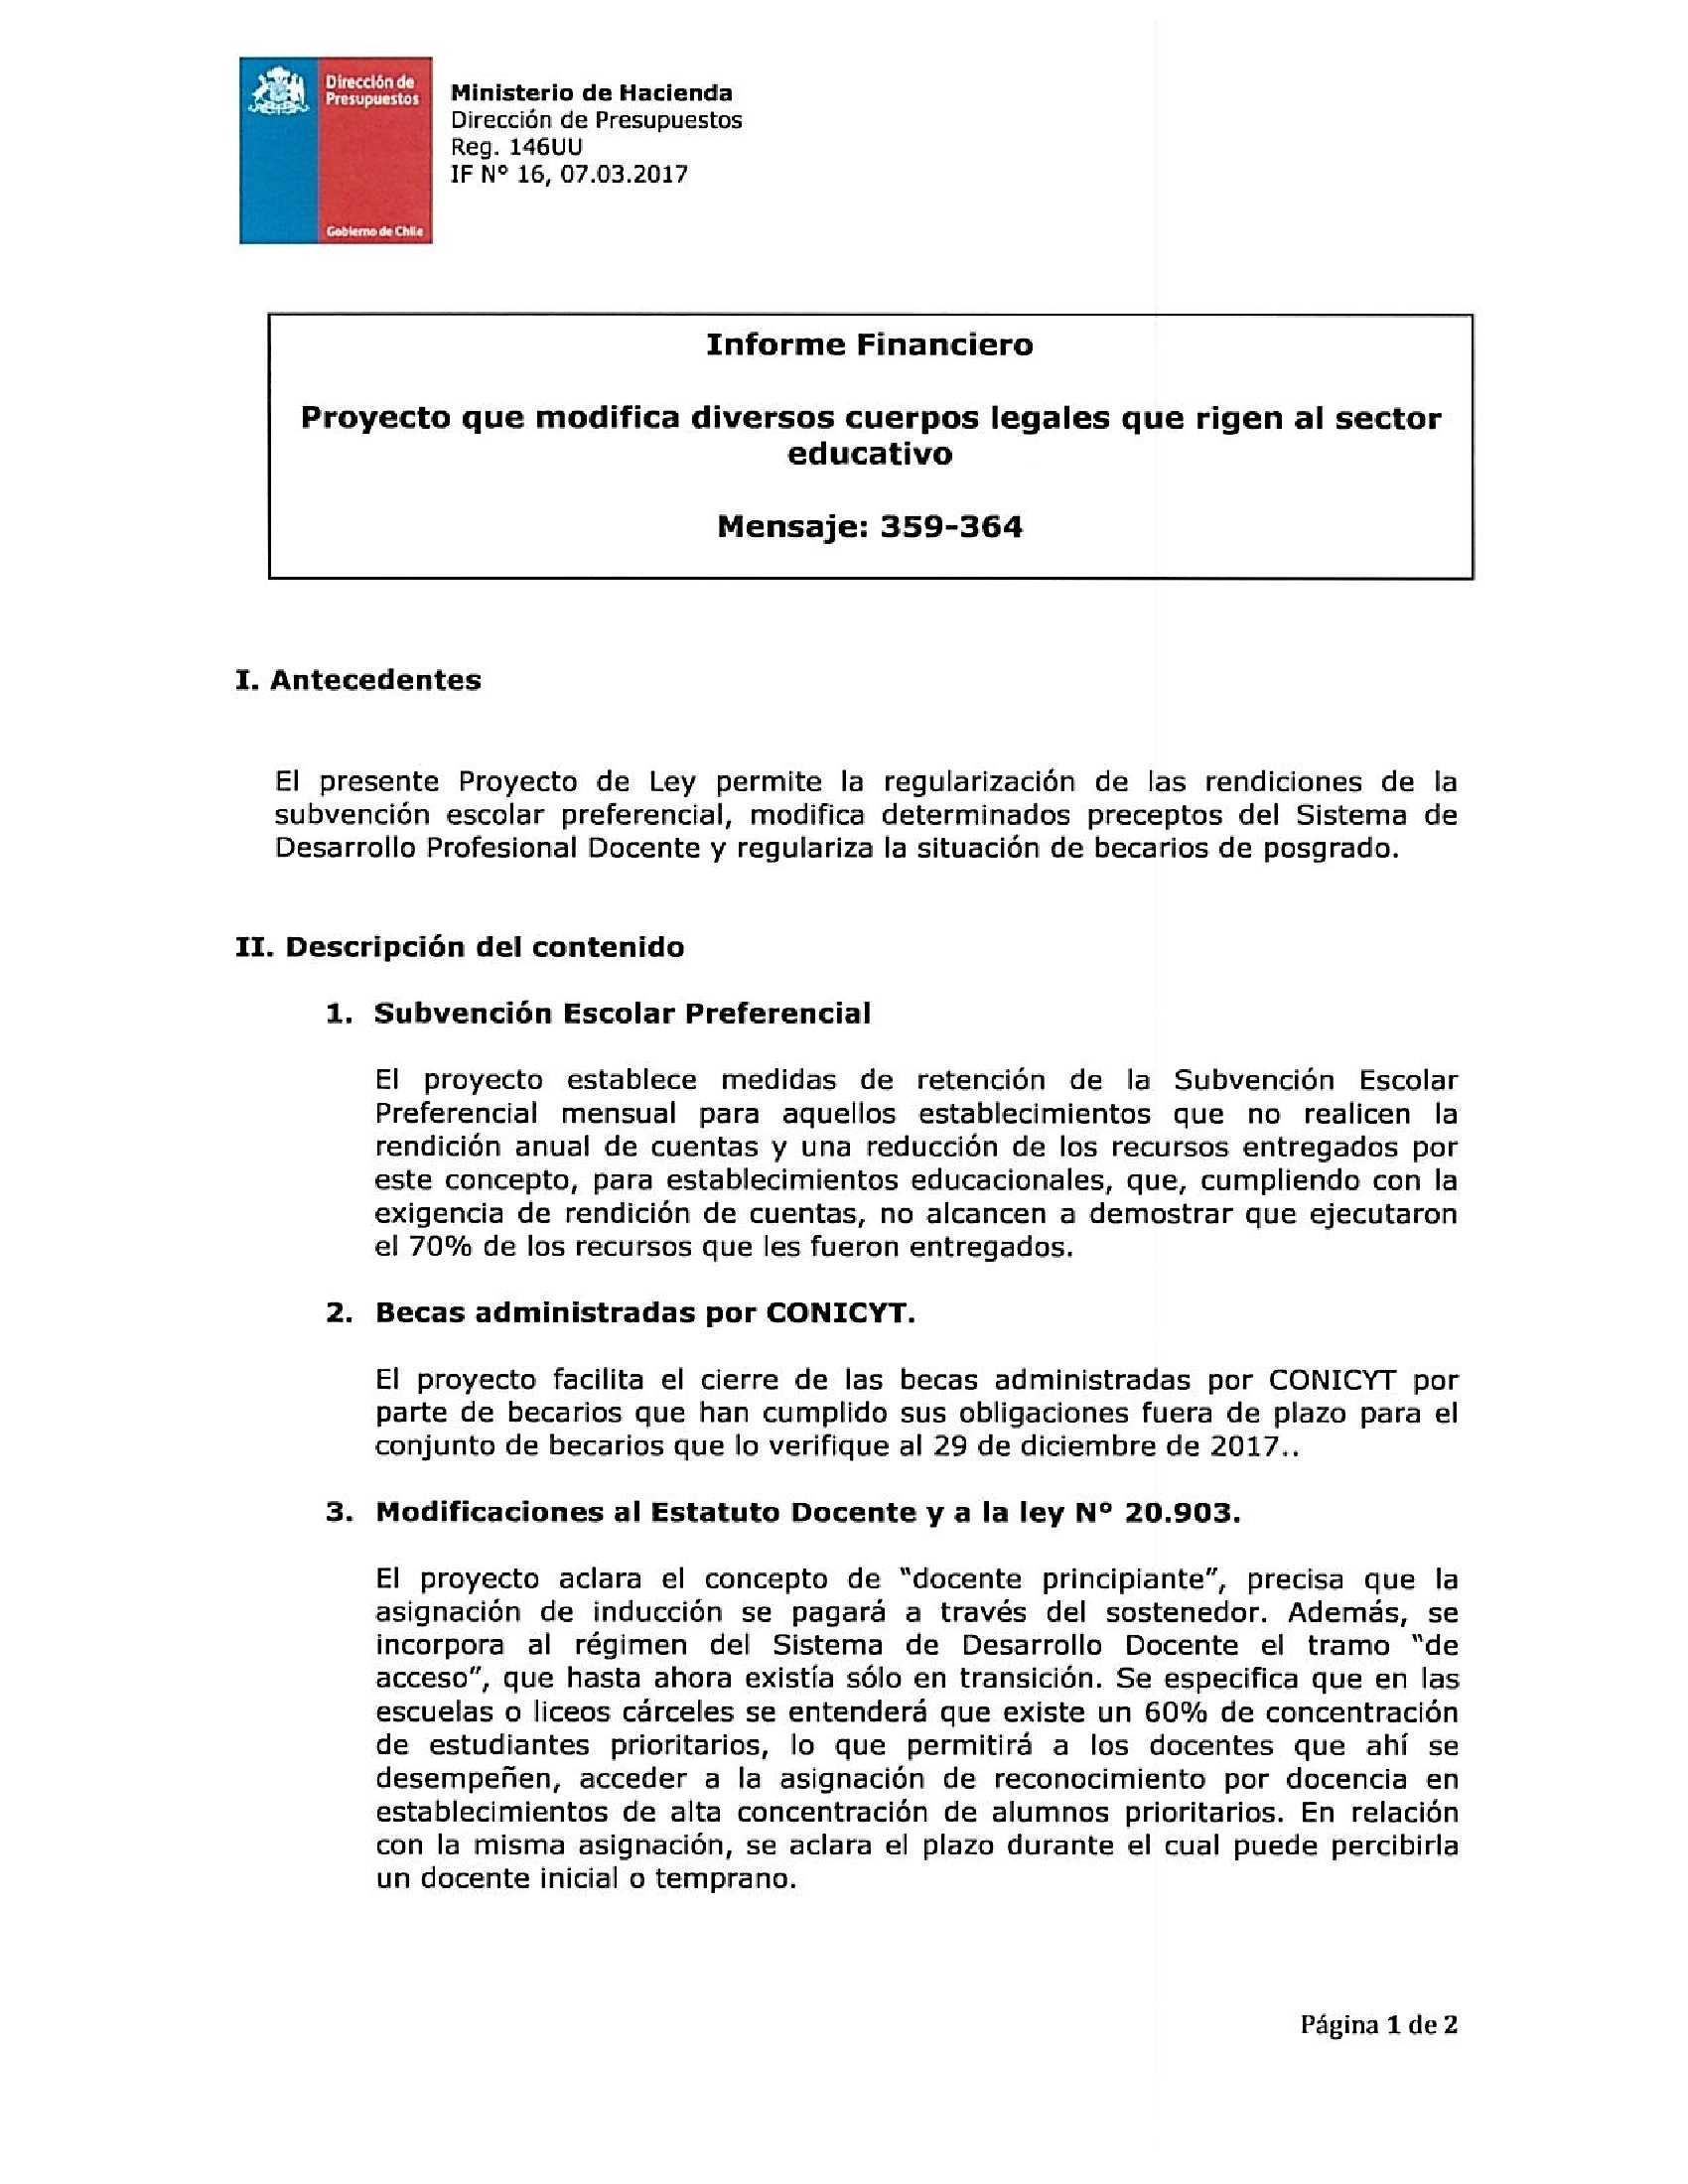 Dirección de
Presupuestos
Gobierno de Chile
Ministerio de Hacienda
Dirección de Presupuestos
Reg. 146UU
IF Nº 16, 07.03.2017
Informe Financiero
Proyecto que modifica diversos cuerpos legales que rigen al sector
educativo
Mensaje: 359-364
I. Antecedentes
El presente Proyecto de Ley permite la regularización de las rendiciones de la
subvención escolar preferencial, modifica determinados preceptos del Sistema de
Desarrollo Profesional Docente y regulariza la situación de becarios de posgrado.
II. Descripción del contenido
1. Subvención Escolar Preferencial
El proyecto establece medidas de retención de la Subvención Escolar
Preferencial mensual para aquellos establecimientos que no realicen la
rendición anual de cuentas y una reducción de los recursos entregados por
este concepto, para establecimientos educacionales, que, cumpliendo con la
exigencia de rendición de cuentas, no alcancen a demostrar que ejecutaron
el 70% de los recursos que les fueron entregados.
2. Becas administradas por CONICYT.
El proyecto facilita el cierre de las becas administradas por CONICYT por
parte de becarios que han cumplido sus obligaciones fuera de plazo para el
conjunto de becarios que lo verifique al 29 de diciembre de 2017..
3. Modificaciones al Estatuto Docente y a la ley Nº 20.903.
El proyecto aclara el concepto de "docente principiante", precisa que la
asignación de inducción se pagará a través del sostenedor. Además, se
incorpora al régimen del Sistema de Desarrollo Docente el tramo "de
acceso", que hasta ahora existía sólo en transición. Se especifica que en las
escuelas o liceos cárceles se entenderá que existe un 60% de concentración
de estudiantes prioritarios, lo que permitirá a los docentes que ahí se
desempeñen, acceder a la asignación de reconocimiento por docencia en
establecimientos de alta concentración de alumnos prioritarios. En relación
con la misma asignación, se aclara el plazo durante el cual puede percibirla
un docente inicial o temprano.
Página 1 de 2